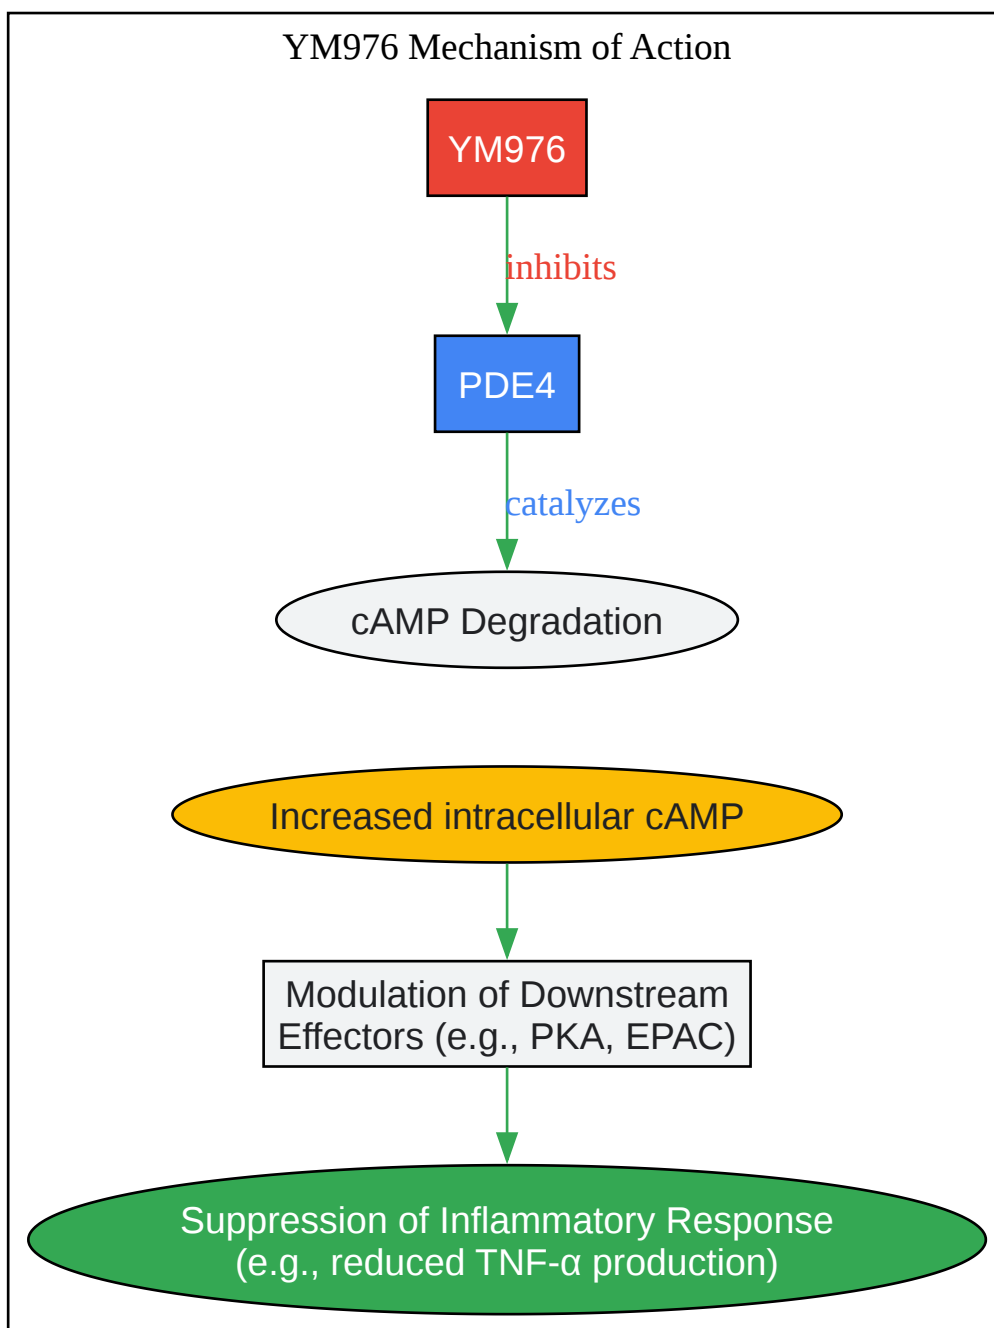 YM976 Mechanism of Action
YM976
inhibits
PDE4
catalyzes
cAMP Degradation
Increased intracellular cAMP
Modulation of Downstream
Effectors (e.g., PKA, EPAC)
Suppression of Inflammatory Response
(e.g., reduced TNF-α production)